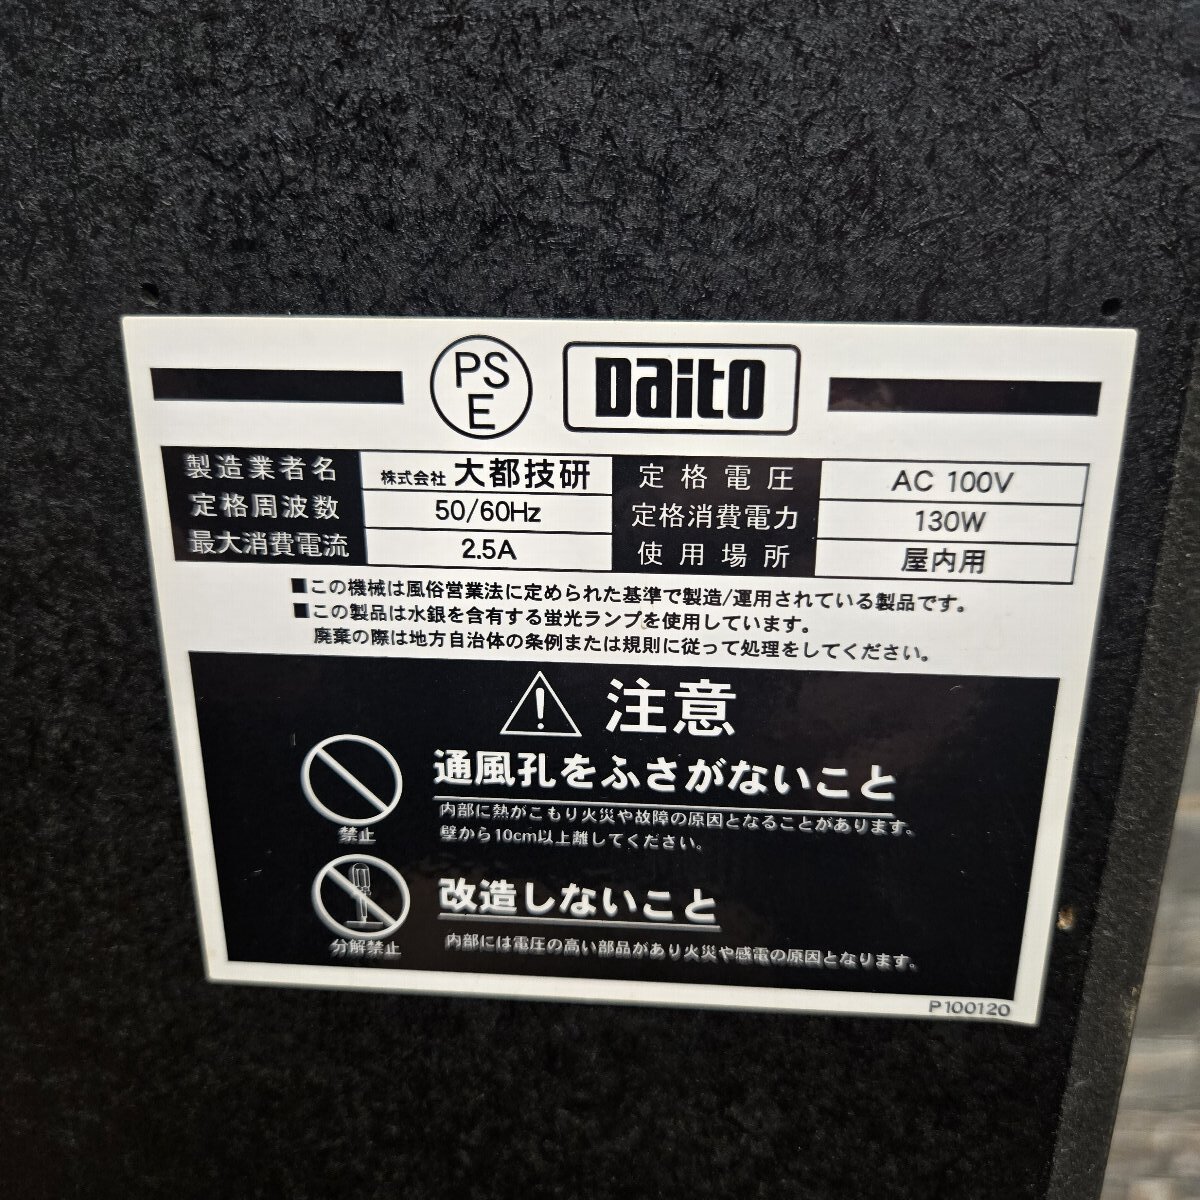 PS
E
Daito
製造業者名 株式会社 大都技研 定格電圧 AC 100V
定格周波数 50/60Hz 定格消費電力 130W
最大消費電流 2.5A 使用場所 屋内用
■この機械は風俗営業法に定められた基準で製造/運用されている製品です。
■この製品は水銀を含有する蛍光ランプを使用しています。
廃棄の際は地方自治体の条例または規則に従って処理をしてください。
注意
通風孔をふさがないこと
内部に熱がこもり火災や故障の原因となることがあります。
壁から10cm以上離してください。
禁止
改造しないこと
内部には電圧の高い部品があり火災や感電の原因となります。
分解禁止
P100120